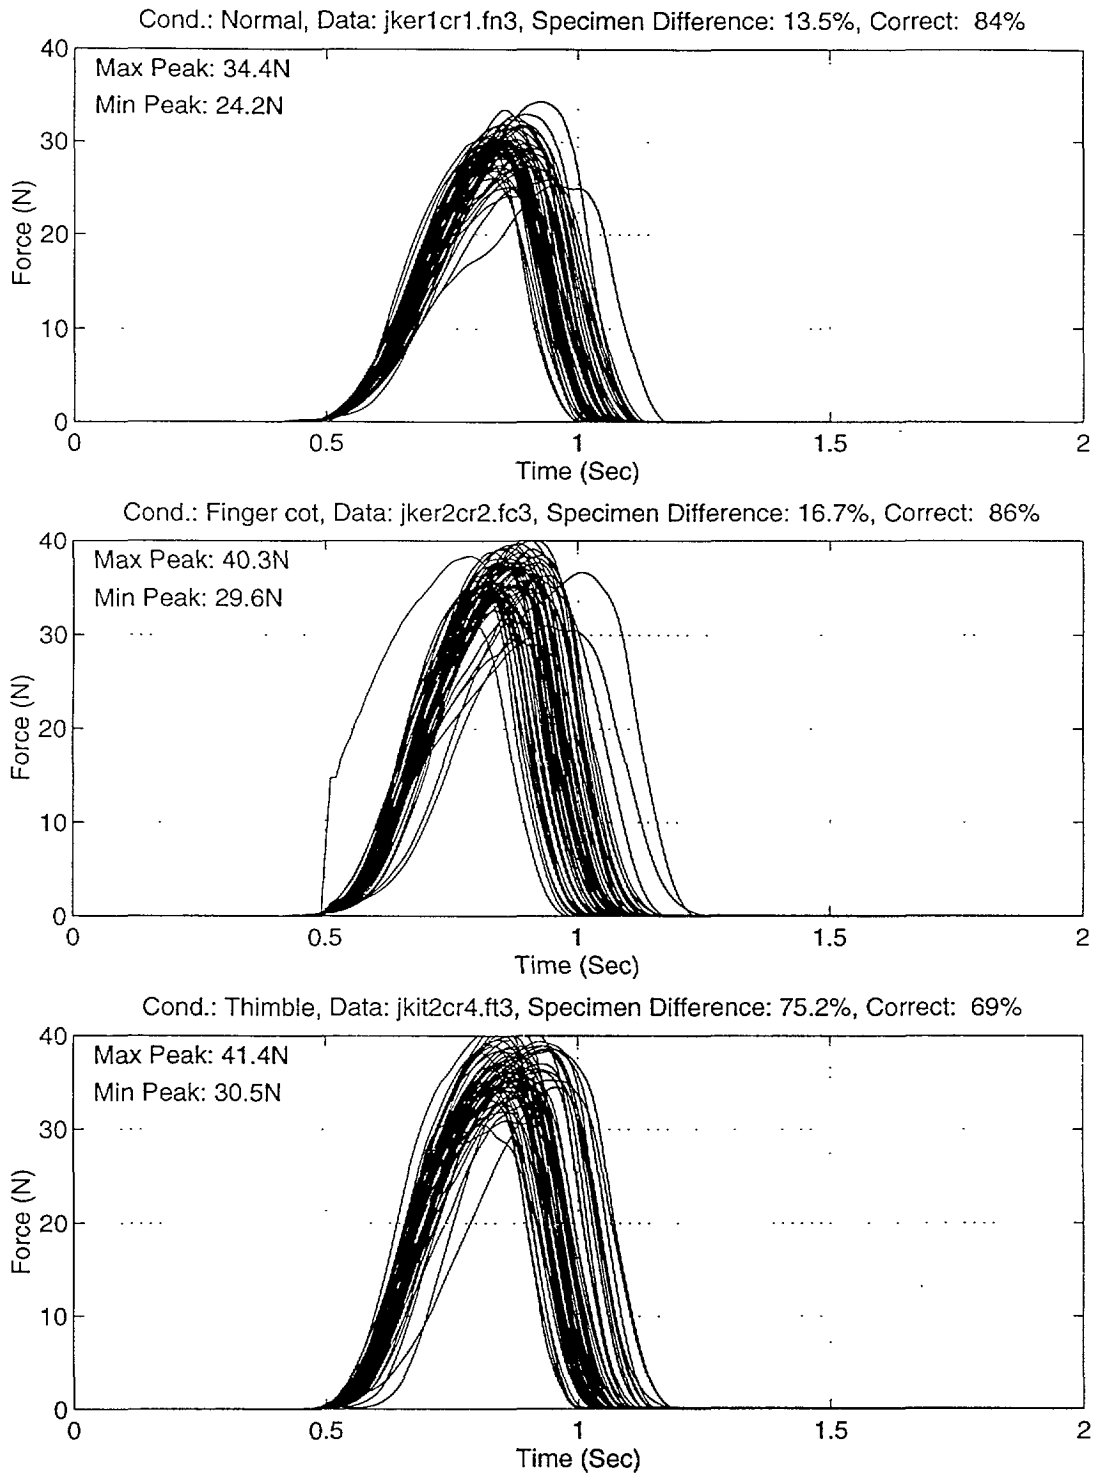 Cond.: Normal, Data: jker1cr1.fn3, Specimen Difference: 13.5%, Correct: 84%
Max Peak: 34.4N
Min Peak: 24.2N
40
30
20
10
0
Force (N)
0 0.5 1 1.5 2
Time (Sec)
Cond.: Finger cot, Data: jker2cr2.fc3, Specimen Difference: 16.7%, Correct: 86%
Max Peak: 40.3N
Min Peak: 29.6N
40
30
20
10
0
Force (N)
0 0.5 1 1.5 2
Time (Sec)
Cond.: Thimble, Data: jkit2cr4.ft3, Specimen Difference: 75.2%, Correct: 69%
Max Peak: 41.4N
Min Peak: 30.5N
40
30
20
10
0
Force (N)
0 0.5 1 1.5 2
Time (Sec)